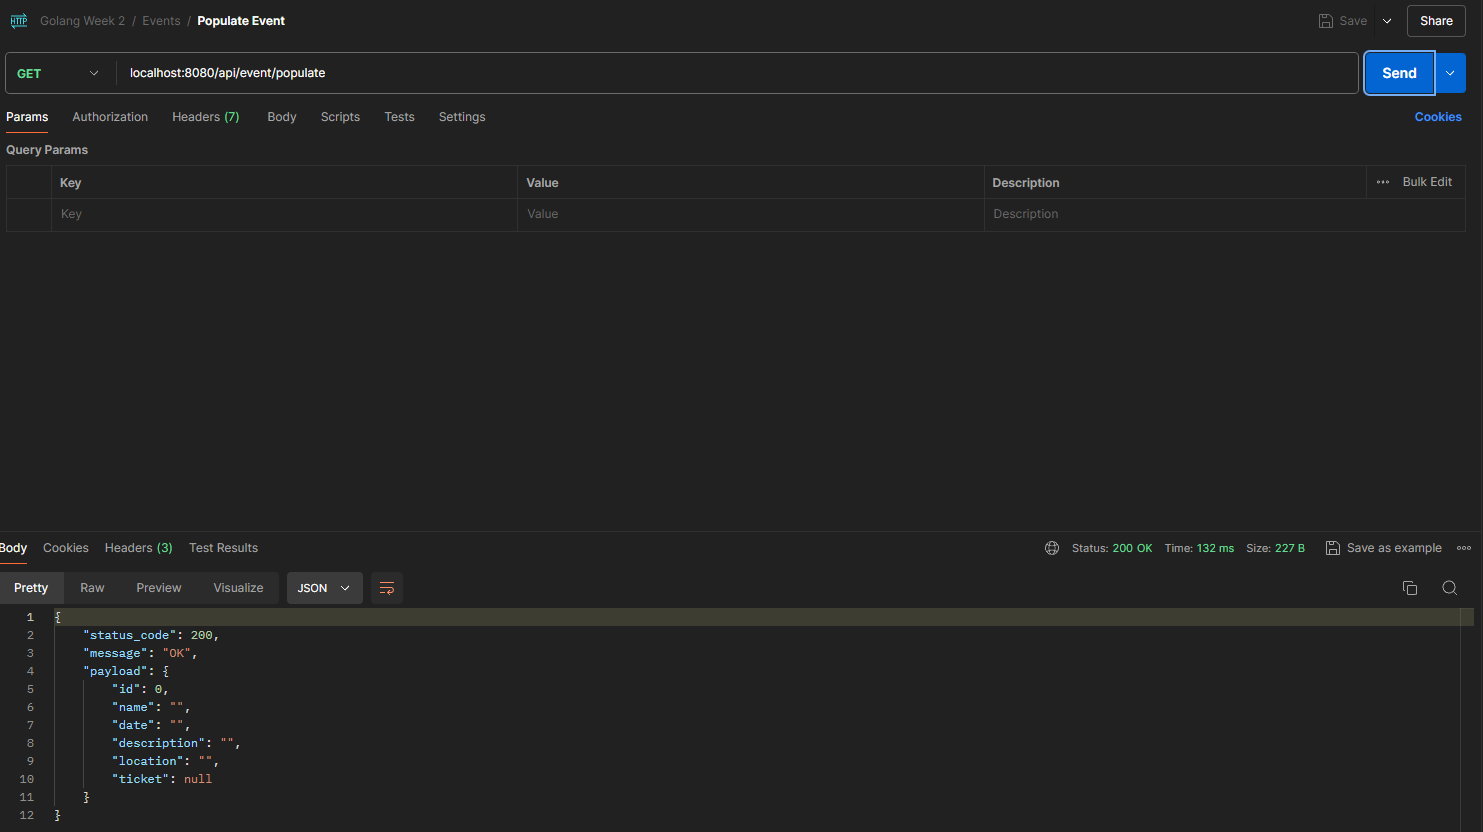 HTTP Golang Week 2 / Events / Populate Event Save Share
GET localhost:8080/api/event/populate Send
Params Authorization Headers (7) Body Scripts Tests Settings Cookies
Query Params
Key Value Description ••• Bulk Edit
Key Value Description
Body Cookies Headers (3) Test Results Status: 200 OK Time: 132 ms Size: 227 B Save as example
Pretty Raw Preview Visualize JSON
1 {
2 "status_code": 200,
3 "message": "OK",
4 "payload": {
5 "id": 0,
6 "name": "",
7 "date": "",
8 "description": "",
9 "location": "",
10 "ticket": null
11 }
12 }